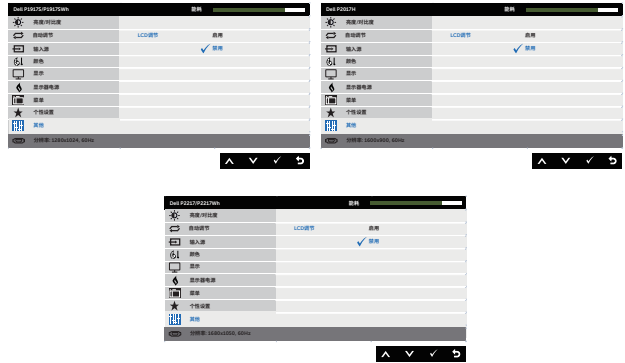 Dell P1917S/P1917SWh 能耗
亮度/对比度
自动调节 LCD调节 启用
输入源 禁用
颜色
显示
显示器电源
菜单
个性设置
其他
分辨率: 1280x1024, 60Hz
Dell P2017H 能耗
亮度/对比度
自动调节 LCD调节 启用
输入源 禁用
颜色
显示
显示器电源
菜单
个性设置
其他
分辨率: 1600x900, 60Hz
Dell P2217/P2217Wh 能耗
亮度/对比度
自动调节 LCD调节 启用
输入源 禁用
颜色
显示
显示器电源
菜单
个性设置
其他
分辨率: 1680x1050, 60Hz